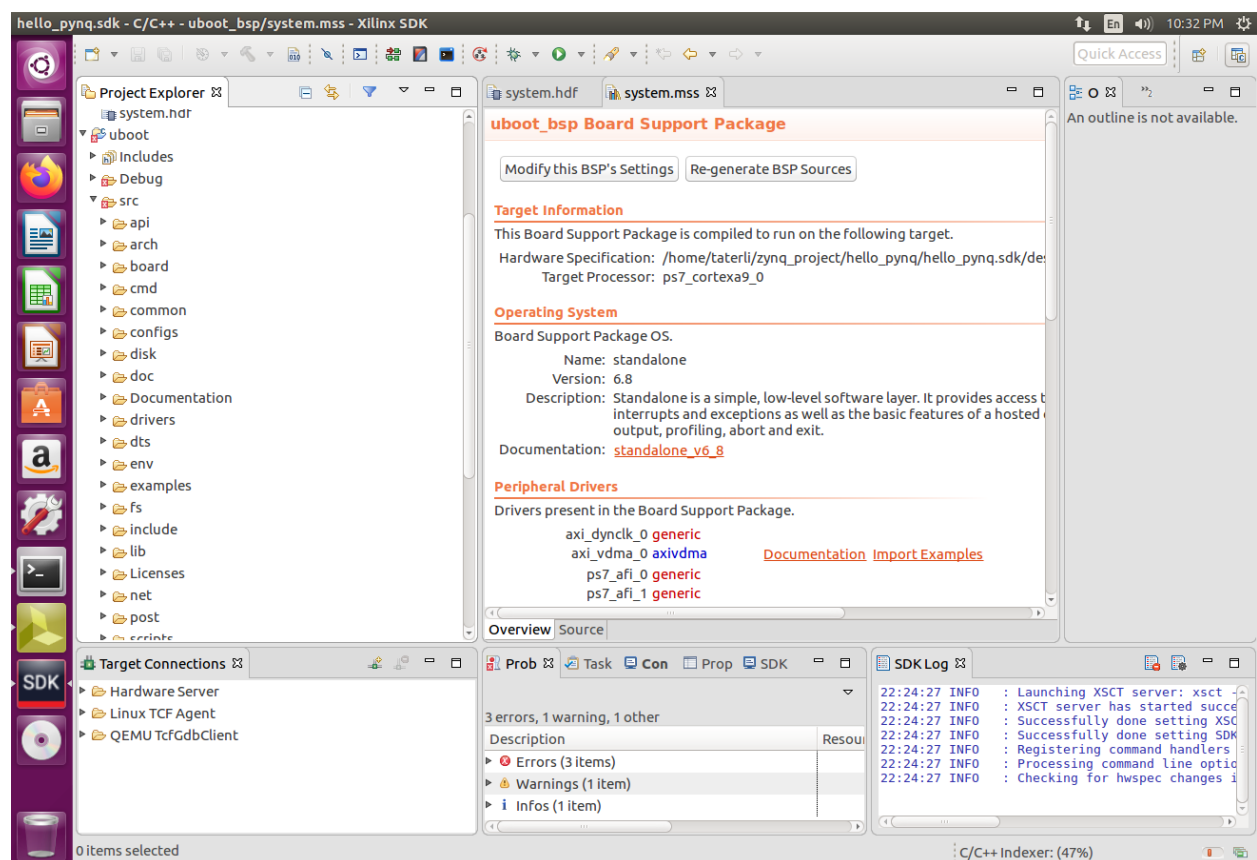 hello_pynq.sdk - C/C++ - uboot_bsp/system.mss - Xilinx SDK
En
10:32 PM
Quick Access
Project Explorer
system.hdf
uboot
Includes
Debug
src
api
arch
board
cmd
common
configs
disk
doc
Documentation
drivers
dts
env
examples
fs
include
lib
Licenses
net
post
scripts
system.hdf
system.mss
uboot_bsp Board Support Package
Modify this BSP's Settings
Re-generate BSP Sources
Target Information
This Board Support Package is compiled to run on the following target.
Hardware Specification: /home/taterli/zynq_project/hello_pynq/hello_pynq.sdk/de
Target Processor: ps7_cortexa9_0
Operating System
Board Support Package OS.
Name: standalone
Version: 6.8
Description: Standalone is a simple, low-level software layer. It provides access t
interrupts and exceptions as well as the basic features of a hosted
output, profiling, abort and exit.
Documentation: standalone_v6_8
Peripheral Drivers
Drivers present in the Board Support Package.
axi_dynclk_0 generic
axi_vdma_0 axivdma Documentation Import Examples
ps7_afi_0 generic
ps7_afi_1 generic
Overview Source
O
»2
An outline is not available.
Target Connections
Hardware Server
Linux TCF Agent
QEMU TcfGdbClient
Prob
Task
Con
Prop
SDK
3 errors, 1 warning, 1 other
Description Resou
Errors (3 items)
Warnings (1 item)
Infos (1 item)
SDK Log
22:24:27 INFO : Launching XSCT server: xsct -
22:24:27 INFO : XSCT server has started succe
22:24:27 INFO : Successfully done setting XSC
22:24:27 INFO : Successfully done setting SDK
22:24:27 INFO : Registering command handlers
22:24:27 INFO : Processing command line optio
22:24:27 INFO : Checking for hwspec changes i
SDK
0 items selected
C/C++ Indexer: (47%)